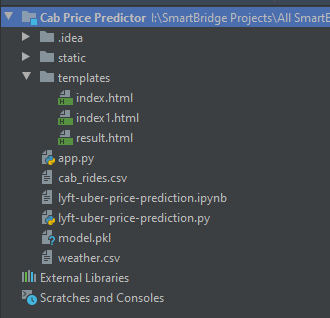 Cab Price Predictor I:\SmartBridge Projects\All SmartB
.idea
static
templates
index.html
index1.html
result.html
app.py
cab_rides.csv
lyft-uber-price-prediction.ipynb
lyft-uber-price-prediction.py
model.pkl
weather.csv
External Libraries
Scratches and Consoles